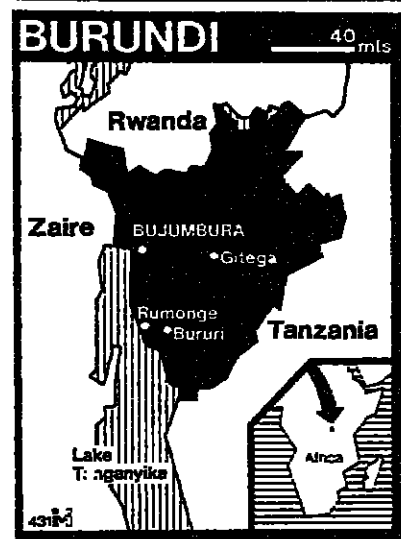 BURUNDI
40
mls
Rwanda
Zaire
BUJUMBURA
Gitega
Rumonge
Bururi
Tanzania
Lake
Africa